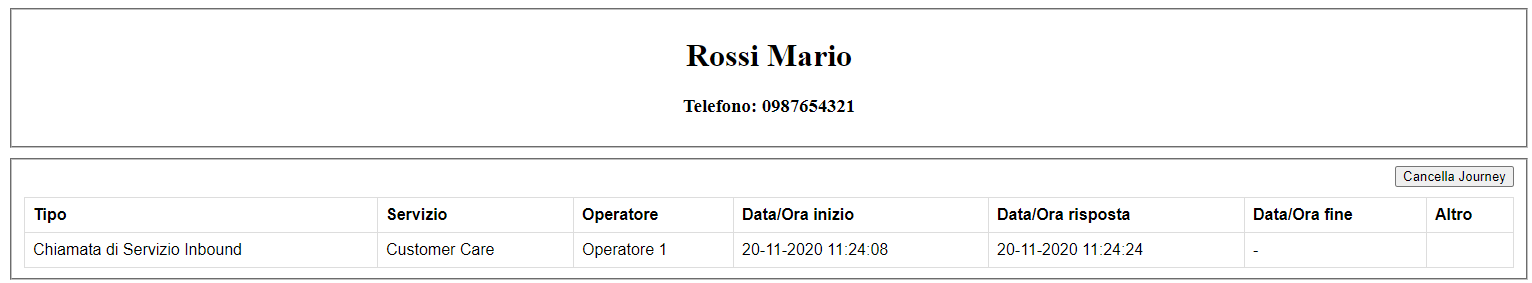 Rossi Mario
Telefono: 0987654321
Cancella Journey
Tipo Servizio Operatore Data/Ora inizio Data/Ora risposta Data/Ora fine Altro
Chiamata di Servizio Inbound Customer Care Operatore 1 20-11-2020 11:24:08 20-11-2020 11:24:24 -